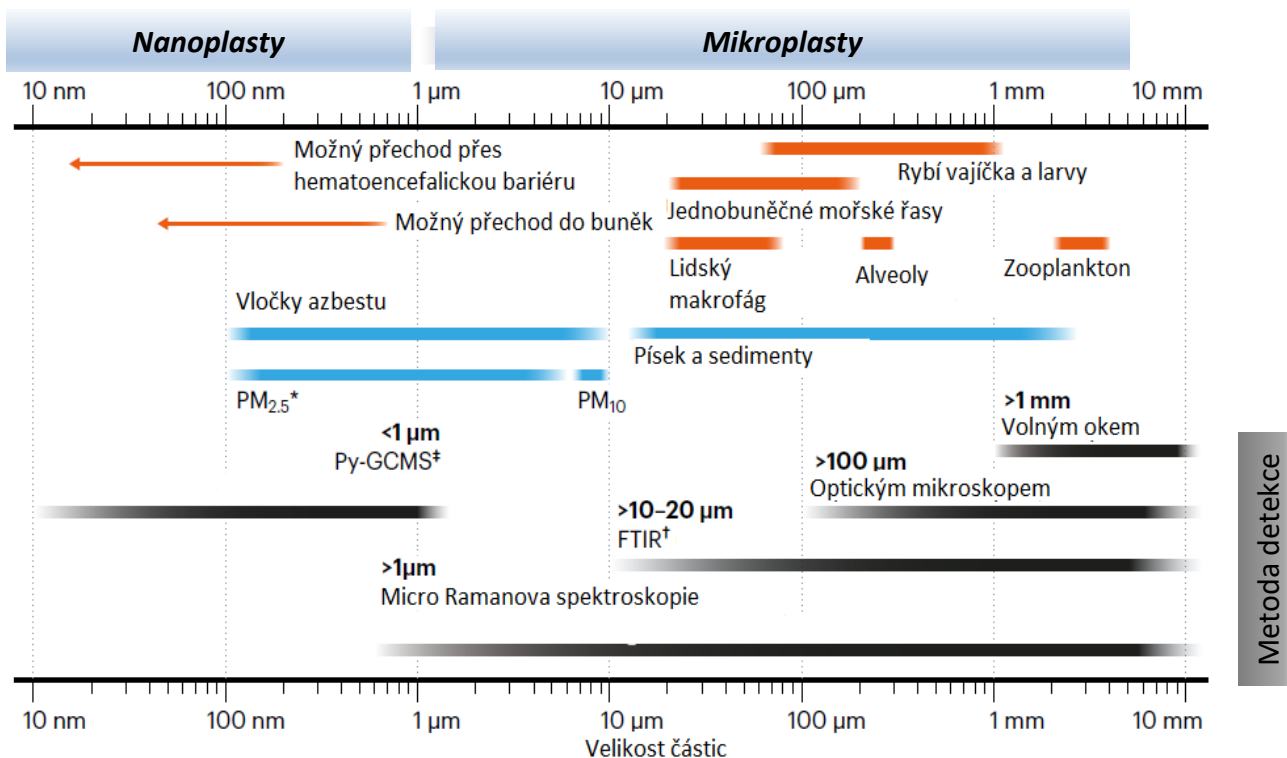 Nanoplasty
Mikroplasty
10 nm
100 nm
1 µm
10 µm
100 µm
1 mm
10 mm
Možný přechod přes
hematoencefalickou bariéru
Rybí vajíčka a larvy
Jednobuněčné mořské řasy
Možný přechod do buněk
Lidský
makrofág
Alveoly
Zooplankton
Vločky azbestu
Písek a sedimenty
PM2.5*
PM10
>1 mm
Volným okem
<1 µm
Py-GCMS‡
>100 µm
Optickým mikroskopem
>10–20 µm
FTIR†
>1µm
Micro Ramanova spektroskopie
Metoda detekce
10 nm
100 nm
1 µm
10 µm
100 µm
1 mm
10 mm
Velikost částic